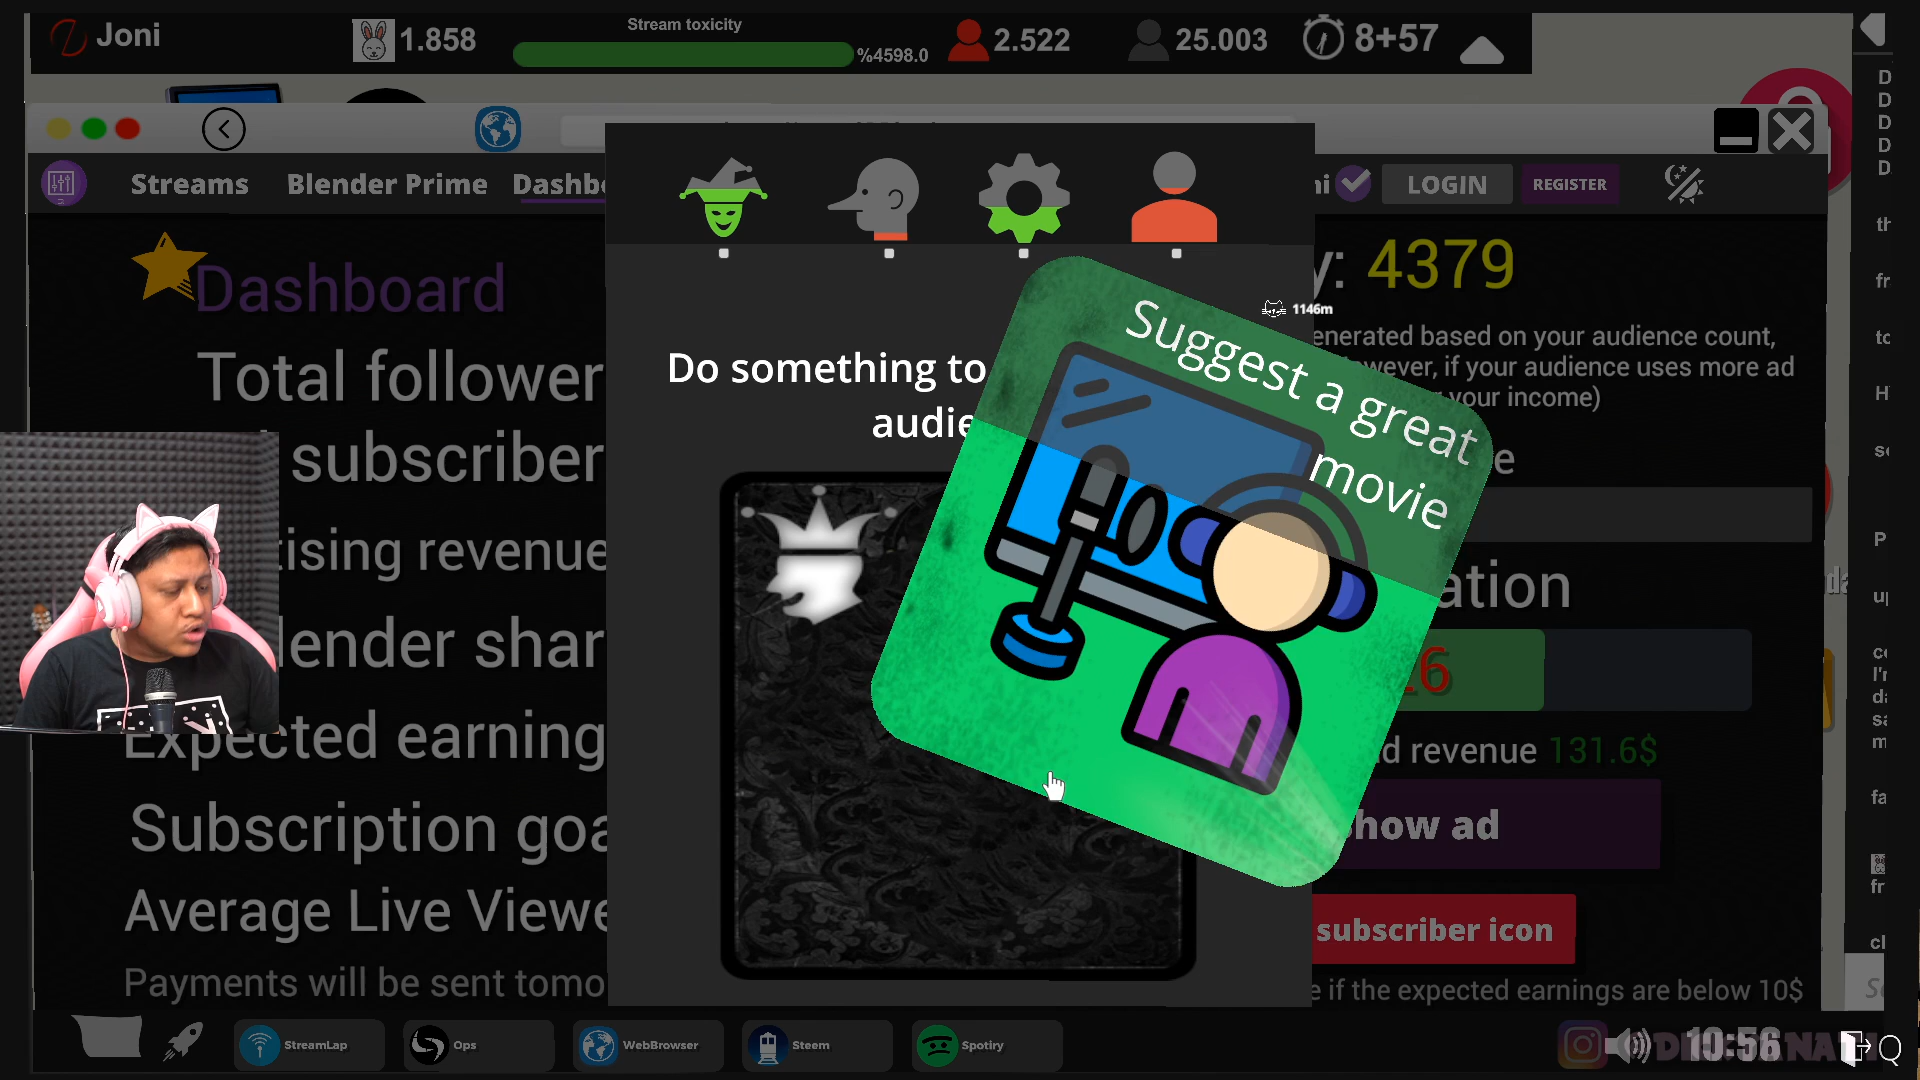 Joni
1.858
Stream toxicity
%4598.0
2.522
25.003
8+57
Streams
Blender Prime
Dashbo
ni
LOGIN
REGISTER
Dashboard
y: 4379
1146m
enerated based on your audience count,
wever, if your audience uses more ad
your income)
Total follower
Do something to
audie
Suggest a great
movie
subscriber
e
tising revenue
ation
26
lender shar
Expected earning
d revenue 131.6$
Subscription goa
how ad
Average Live Viewe
subscriber icon
Payments will be sent tomo
e if the expected earnings are below 10$
StreamLap
Ops
WebBrowser
Steem
Spotiry
10:56
Q